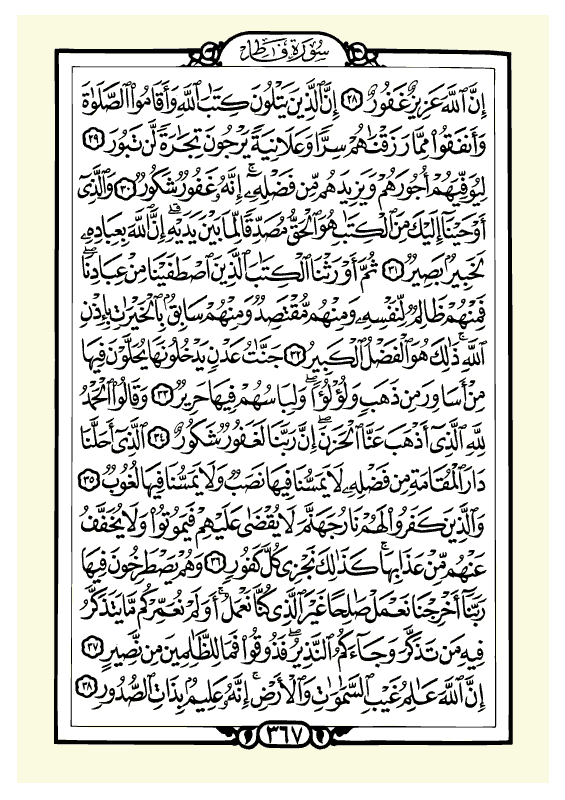 سورة فاطر
إِنَّ ٱللَّهَ عَزِيزٌ غَفُورٌ ﴿٢٨﴾ إِنَّ ٱلَّذِينَ يَتْلُونَ كِتَـٰبَ ٱللَّهِ وَأَقَامُوا۟ ٱلصَّلَوٰةَ
وَأَنفَقُوا۟ مِمَّا رَزَقْنَـٰهُمْ سِرًّا وَعَلَانِيَةً يَرْجُونَ تِجَـٰرَةً لَّن تَبُورَ ﴿٢٩﴾
لِيُوَفِّيَهُمْ أُجُورَهُمْ وَيَزِيدَهُم مِّن فَضْلِهِۦٓ ۚ إِنَّهُۥ غَفُورٌ شَكُورٌ ﴿٣٠﴾ وَٱلَّذِىٓ
أَوْحَيْنَآ إِلَيْكَ مِنَ ٱلْكِتَـٰبِ هُوَ ٱلْحَقُّ مُصَدِّقًا لِّمَا بَيْنَ يَدَيْهِ ۗ إِنَّ ٱللَّهَ بِعِبَادِهِۦ
لَخَبِيرٌۢ بَصِيرٌ ﴿٣١﴾ ثُمَّ أَوْرَثْنَا ٱلْكِتَـٰبَ ٱلَّذِينَ ٱصْطَفَيْنَا مِنْ عِبَادِنَا ۖ
فَمِنْهُمْ ظَالِمٌ لِّنَفْسِهِۦ وَمِنْهُم مُّقْتَصِدٌ وَمِنْهُمْ سَابِقٌۢ بِٱلْخَيْرَٰتِ بِإِذْنِ
ٱللَّهِ ۚ ذَٰلِكَ هُوَ ٱلْفَضْلُ ٱلْكَبِيرُ ﴿٣٢﴾ جَنَّـٰتُ عَدْنٍ يَدْخُلُونَهَا يُحَلَّوْنَ فِيهَا
مِنْ أَسَاوِرَ مِن ذَهَبٍ وَلُؤْلُؤًا ۖ وَلِبَاسُهُمْ فِيهَا حَرِيرٌ ﴿٣٣﴾ وَقَالُوا۟ ٱلْحَمْدُ
لِلَّهِ ٱلَّذِىٓ أَذْهَبَ عَنَّا ٱلْحَزَنَ ۖ إِنَّ رَبَّنَا لَغَفُورٌ شَكُورٌ ﴿٣٤﴾ ٱلَّذِىٓ أَحَلَّنَا
دَارَ ٱلْمُقَامَةِ مِن فَضْلِهِۦ لَا يَمَسُّنَا فِيهَا نَصَبٌ وَلَا يَمَسُّنَا فِيهَا لُغُوبٌ ﴿٣٥﴾
وَٱلَّذِينَ كَفَرُوا۟ لَهُمْ نَارُ جَهَنَّمَ لَا يُقْضَىٰ عَلَيْهِمْ فَيَمُوتُوا۟ وَلَا يُخَفَّفُ
عَنْهُم مِّنْ عَذَابِهَا ۚ كَذَٰلِكَ نَجْزِى كُلَّ كَفُورٍ ﴿٣٦﴾ وَهُمْ يَصْطَرِخُونَ فِيهَا
رَبَّنَآ أَخْرِجْنَا نَعْمَلْ صَـٰلِحًا غَيْرَ ٱلَّذِى كُنَّا نَعْمَلُ ۚ أَوَلَمْ نُعَمِّرْكُم مَّا يَتَذَكَّرُ
فِيهِ مَن تَذَكَّرَ وَجَآءَكُمُ ٱلنَّذِيرُ ۖ فَذُوقُوا۟ فَمَا لِلظَّـٰلِمِينَ مِن نَّصِيرٍ ﴿٣٧﴾
إِنَّ ٱللَّهَ عَـٰلِمُ غَيْبِ ٱلسَّمَـٰوَٰتِ وَٱلْأَرْضِ ۚ إِنَّهُۥ عَلِيمٌۢ بِذَاتِ ٱلصُّدُورِ ﴿٣٨﴾
٣٦٧